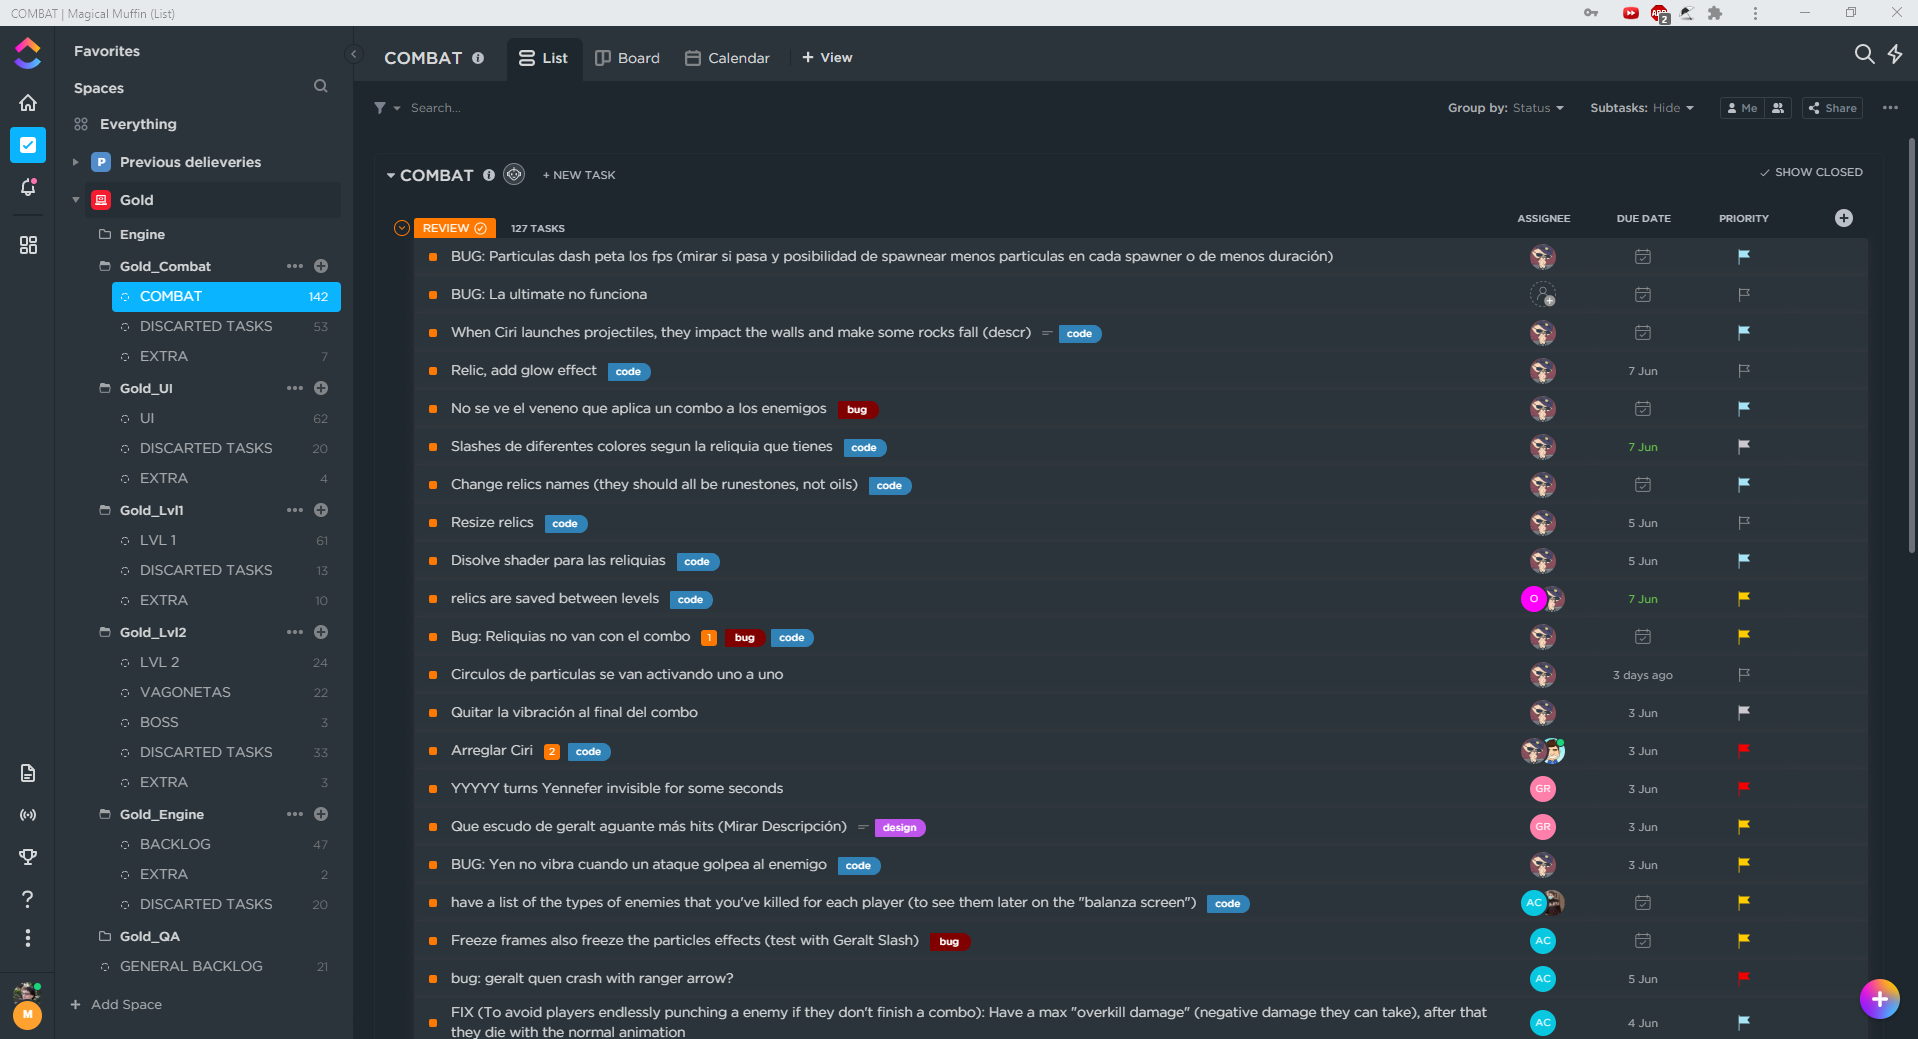 COMBAT | Magical Muffin (List)
2
Favorites
Spaces
Everything
P Previous delieveries
Gold
Engine
Gold_Combat
COMBAT 142
DISCARTED TASKS 53
EXTRA 7
Gold_UI
UI 62
DISCARTED TASKS 20
EXTRA 4
Gold_Lvl1
LVL 1 61
DISCARTED TASKS 13
EXTRA 10
Gold_Lvl2
LVL 2 24
VAGONETAS 22
BOSS 3
DISCARTED TASKS 33
EXTRA 3
Gold_Engine
BACKLOG 47
EXTRA 2
DISCARTED TASKS 20
Gold_QA
GENERAL BACKLOG 21
+ Add Space
M
COMBAT List Board Calendar + View
Search... Group by: Status Subtasks: Hide Me Share
COMBAT + NEW TASK SHOW CLOSED
REVIEW 127 TASKS ASSIGNEE DUE DATE PRIORITY
BUG: Particulas dash peta los fps (mirar si pasa y posibilidad de spawnear menos particulas en cada spawner o de menos duración)
BUG: La ultimate no funciona
When Ciri launches projectiles, they impact the walls and make some rocks fall (descr) code
Relic, add glow effect code 7 Jun
No se ve el veneno que aplica un combo a los enemigos bug
Slashes de diferentes colores segun la reliquia que tienes code 7 Jun
Change relics names (they should all be runestones, not oils) code
Resize relics code 5 Jun
Disolve shader para las reliquias code 5 Jun
relics are saved between levels code O 7 Jun
Bug: Reliquias no van con el combo 1 bug code
Circulos de particulas se van activando uno a uno 3 days ago
Quitar la vibración al final del combo 3 Jun
Arreglar Ciri 2 code 3 Jun
YYYYY turns Yennefer invisible for some seconds GR 3 Jun
Que escudo de geralt aguante más hits (Mirar Descripción) design GR 3 Jun
BUG: Yen no vibra cuando un ataque golpea al enemigo code 3 Jun
have a list of the types of enemies that you've killed for each player (to see them later on the "balanza screen") code AC
Freeze frames also freeze the particles effects (test with Geralt Slash) bug AC
bug: geralt quen crash with ranger arrow? AC 5 Jun
FIX (To avoid players endlessly punching a enemy if they don't finish a combo): Have a max "overkill damage" (negative damage they can take), after that
they die with the normal animation AC 4 Jun